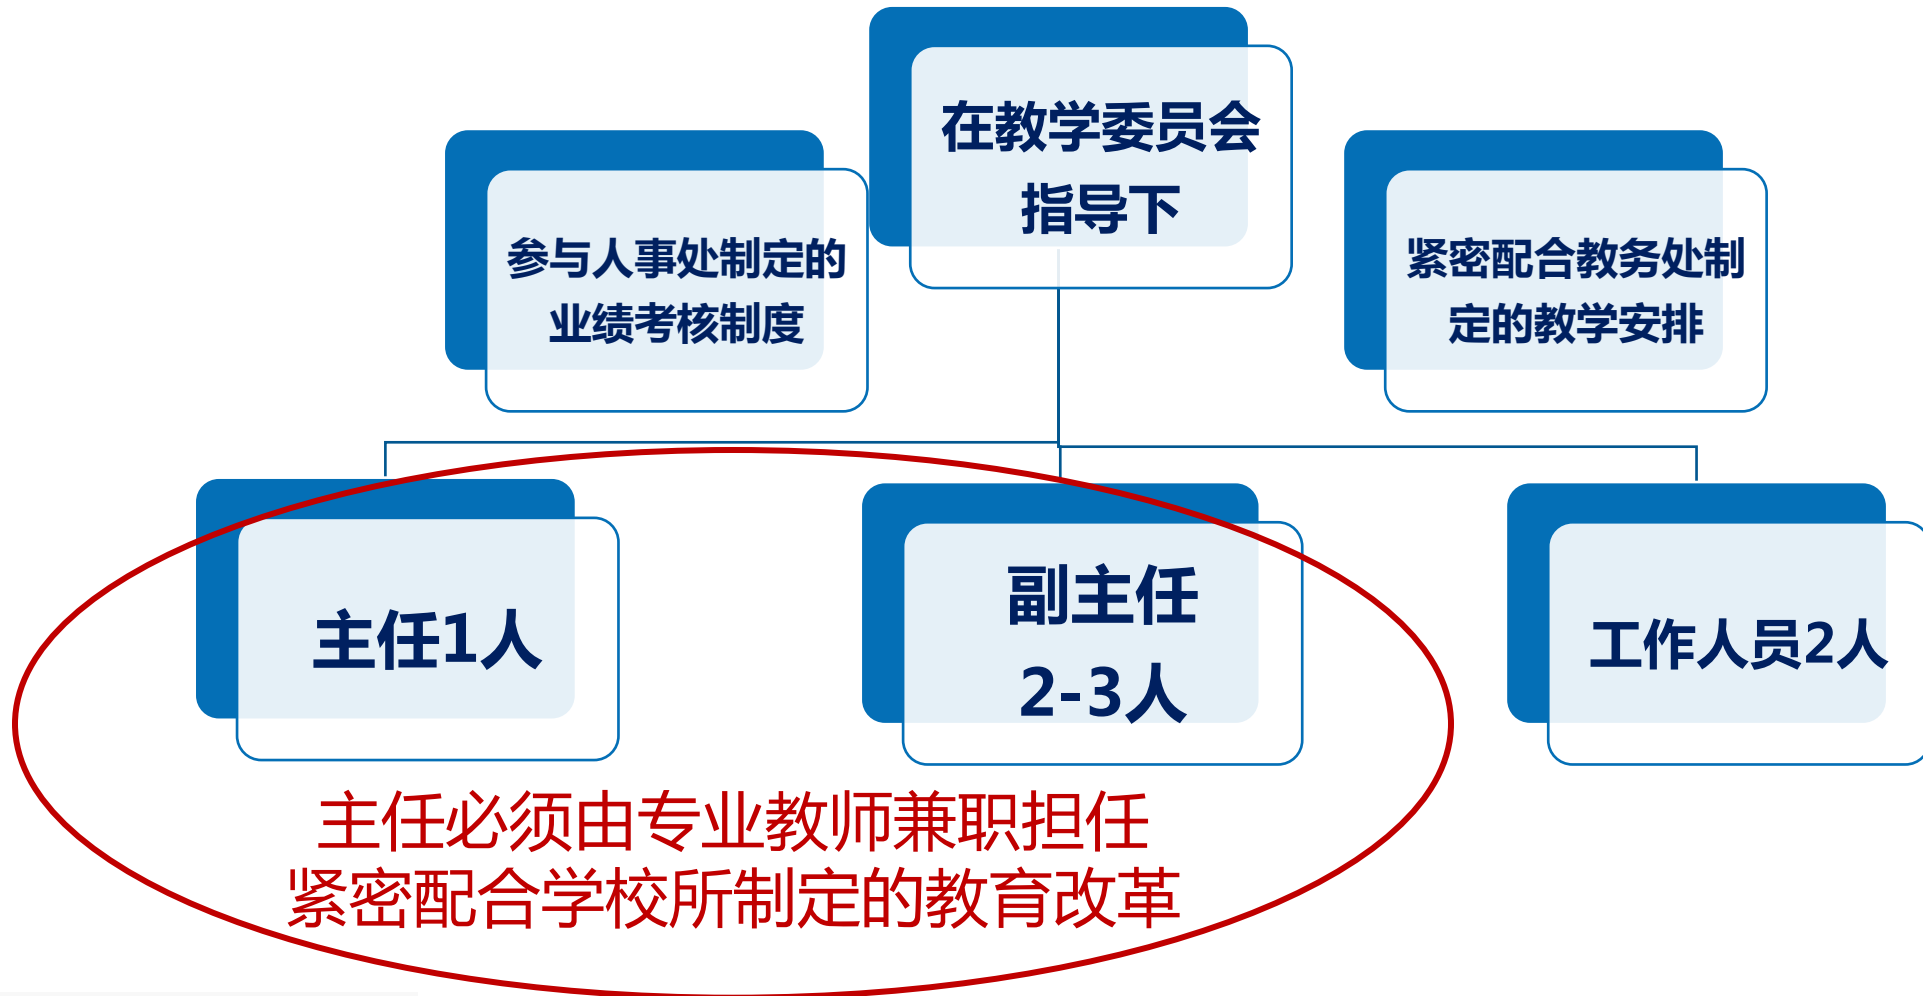 在教学委员会
指导下
参与人事处制定的
业绩考核制度
紧密配合教务处制
定的教学安排
主任1人
副主任
2-3人
工作人员2人
主任必须由专业教师兼职担任
紧密配合学校所制定的教育改革